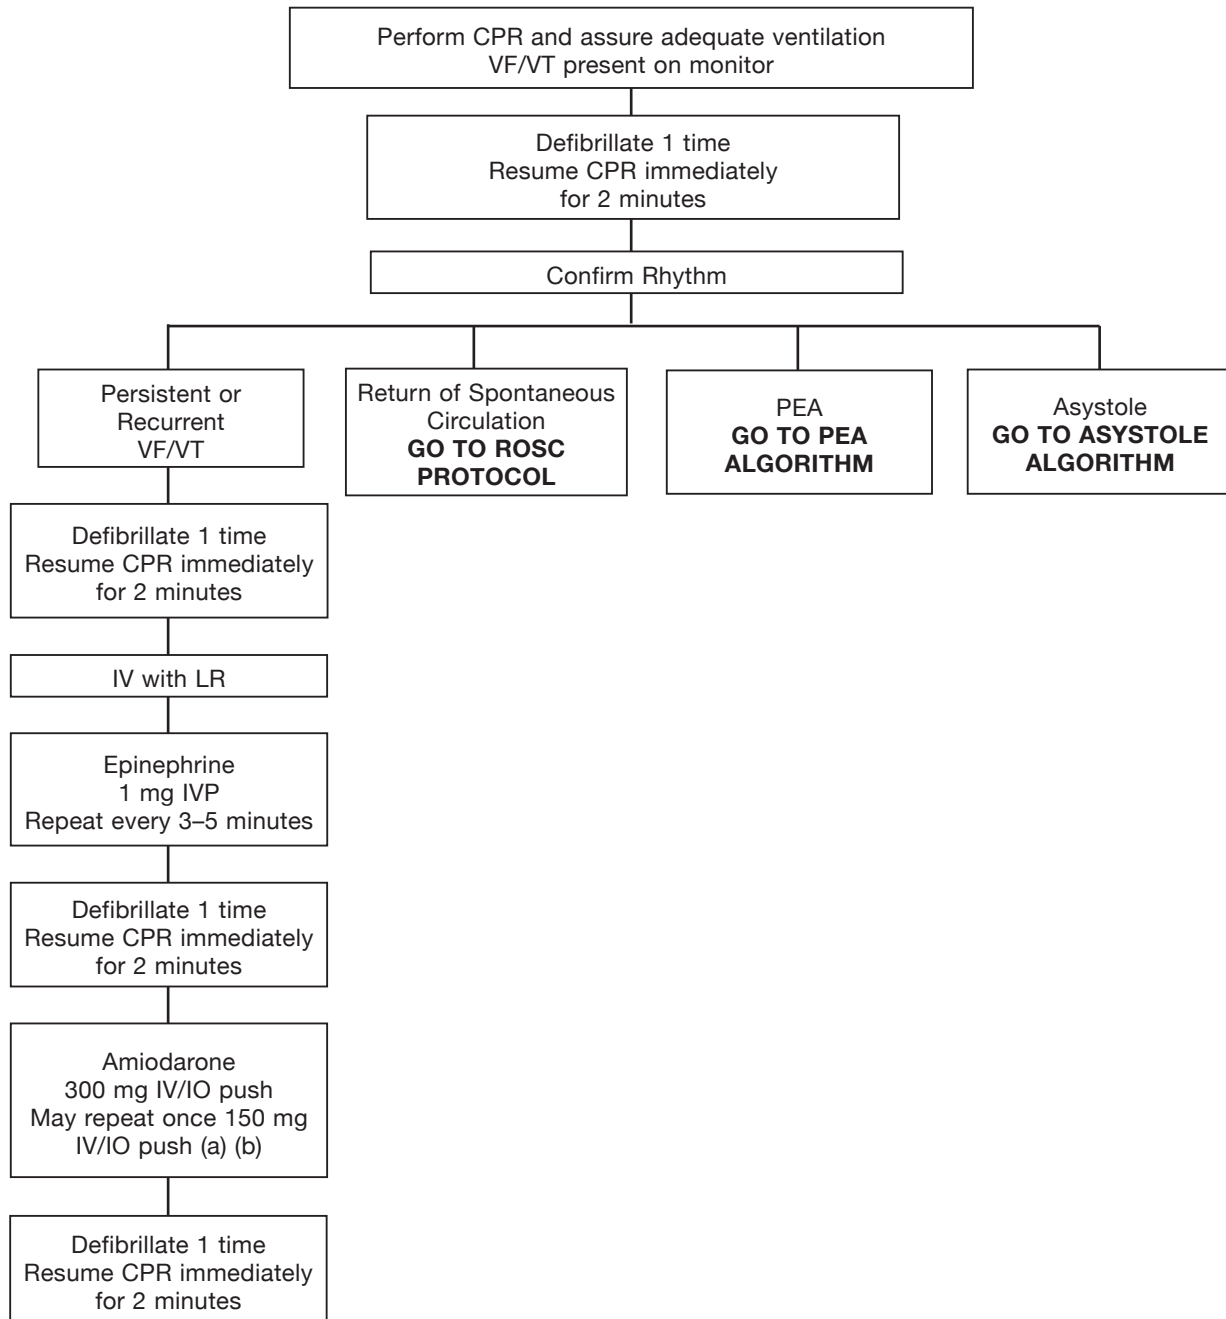 Perform CPR and assure adequate ventilation
VF/VT present on monitor
Defibrillate 1 time
Resume CPR immediately
for 2 minutes
Confirm Rhythm
Persistent or
Recurrent
VF/VT
Return of Spontaneous
Circulation
GO TO ROSC
PROTOCOL
PEA
GO TO PEA
ALGORITHM
Asystole
GO TO ASYSTOLE
ALGORITHM
Defibrillate 1 time
Resume CPR immediately
for 2 minutes
IV with LR
Epinephrine
1 mg IVP
Repeat every 3–5 minutes
Defibrillate 1 time
Resume CPR immediately
for 2 minutes
Amiodarone
300 mg IV/IO push
May repeat once 150 mg
IV/IO push (a) (b)
Defibrillate 1 time
Resume CPR immediately
for 2 minutes